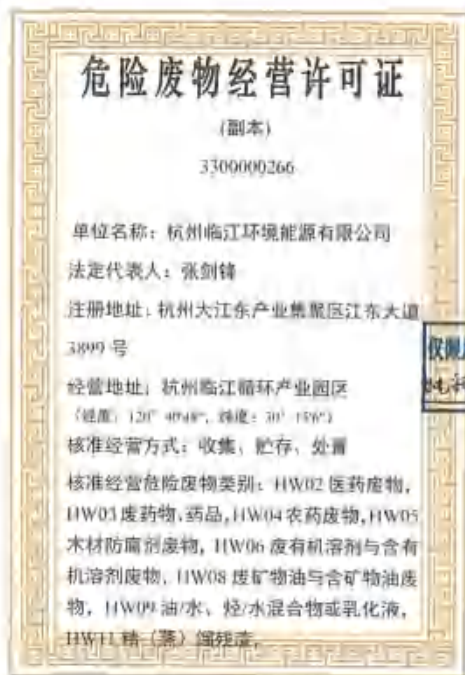 危险废物经营许可证
(副本)
3300000266
单位名称：杭州临江环境能源有限公司
法定代表人：张剑锋
注册地址：杭州大江东产业集聚区江东大道
3899 号
经营地址：杭州临江循环产业园区
核准经营方式：收集、贮存、处置
核准经营危险废物类别：HW02 医药废物，
HW03 废药物、药品，HW04 农药废物，HW05
木材防腐剂废物，HW06 废有机溶剂与含有
机溶剂废物，HW08 废矿物油与含矿物油废
物，HW09 油/水、烃/水混合物或乳化液，
HW11 精（蒸）馏残渣，
仅限